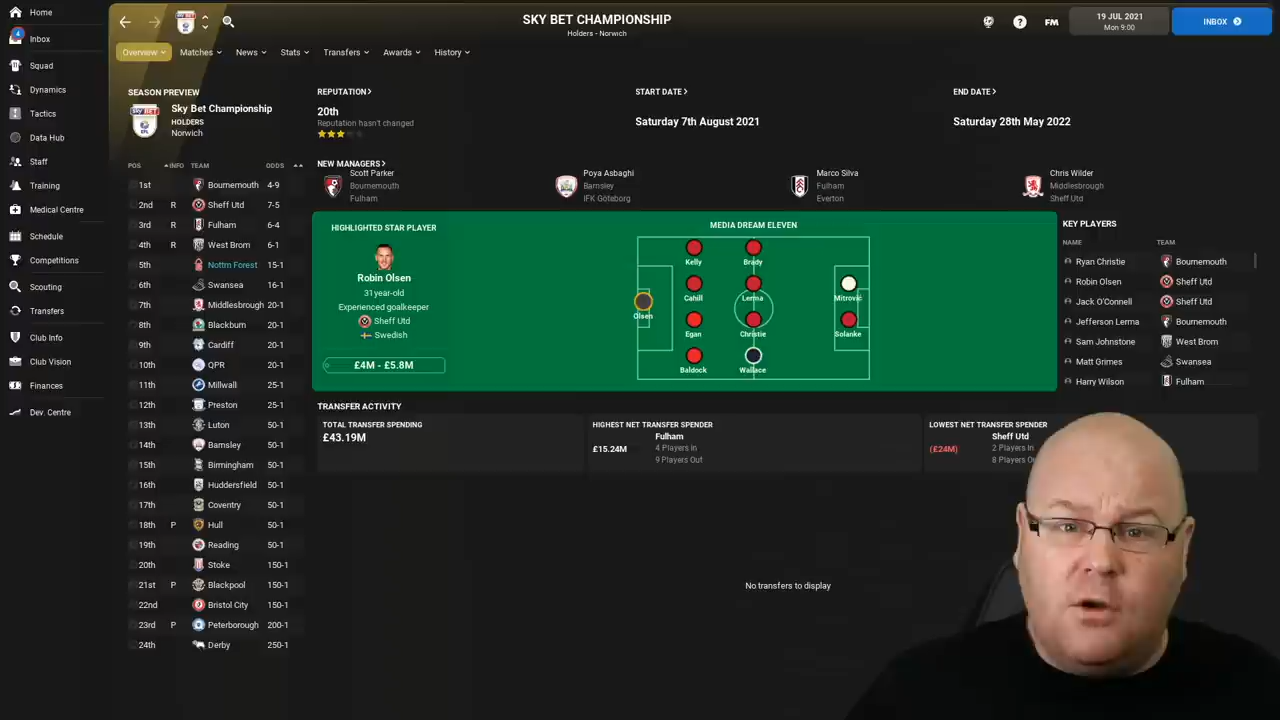 Home
4
Inbox
Squad
Dynamics
Tactics
Data Hub
Staff
Training
Medical Centre
Schedule
Competitions
Scouting
Transfers
Club Info
Club Vision
Finances
Dev. Centre
SKY BET CHAMPIONSHIP
Holders - Norwich
?
FM
19 JUL 2021
Mon 9:00
INBOX
Overview
Matches
News
Stats
Transfers
Awards
History
SEASON PREVIEW
SKY BET
EFL
Sky Bet Championship
HOLDERS
Norwich
REPUTATION
20th
Reputation hasn't changed
START DATE
Saturday 7th August 2021
END DATE
Saturday 28th May 2022
NEW MANAGERS
Scott Parker
Bournemouth
Fulham
Poya Asbaghi
Barnsley
IFK Göteborg
Marco Silva
Fulham
Everton
Chris Wilder
Middlesbrough
Sheff Utd
POS INFO TEAM ODDS
1st Bournemouth 4-9
2nd R Sheff Utd 7-5
3rd R Fulham 6-4
4th R West Brom 6-1
5th Nottm Forest 15-1
6th Swansea 16-1
7th Middlesbrough 20-1
8th Blackburn 20-1
9th Cardiff 20-1
10th QPR 20-1
11th Millwall 25-1
12th Preston 25-1
13th Luton 50-1
14th Barnsley 50-1
15th Birmingham 50-1
16th Huddersfield 50-1
17th Coventry 50-1
18th P Hull 50-1
19th Reading 50-1
20th Stoke 150-1
21st P Blackpool 150-1
22nd Bristol City 150-1
23rd P Peterborough 200-1
24th Derby 250-1
HIGHLIGHTED STAR PLAYER
Robin Olsen
31year-old
Experienced goalkeeper
Sheff Utd
Swedish
£4M - £5.8M
MEDIA DREAM ELEVEN
Kelly
Brady
Cahill
Lerma
Mitrović
Olsen
Egan
Christie
Solanke
Baldock
Wallace
KEY PLAYERS
NAME TEAM
Ryan Christie Bournemouth
Robin Olsen Sheff Utd
Jack O'Connell Sheff Utd
Jefferson Lerma Bournemouth
Sam Johnstone West Brom
Matt Grimes Swansea
Harry Wilson Fulham
TRANSFER ACTIVITY
TOTAL TRANSFER SPENDING
£43.19M
HIGHEST NET TRANSFER SPENDER
£15.24M
Fulham
4 Players In
9 Players Out
LOWEST NET TRANSFER SPENDER
(£24M)
Sheff Utd
2 Players In
8 Players Ou
No transfers to display